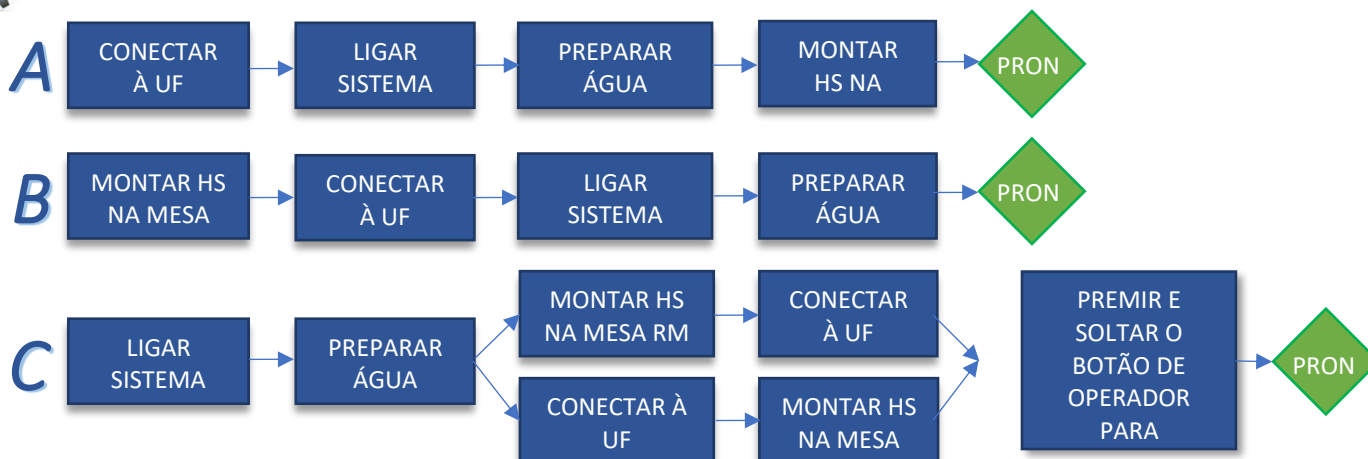 A
CONECTAR
À UF
LIGAR
SISTEMA
PREPARAR
ÁGUA
MONTAR
HS NA
PRON
B
MONTAR HS
NA MESA
CONECTAR
À UF
LIGAR
SISTEMA
PREPARAR
ÁGUA
PRON
C
LIGAR
SISTEMA
PREPARAR
ÁGUA
MONTAR HS
NA MESA RM
CONECTAR
À UF
CONECTAR À
UF
MONTAR HS
NA MESA
PREMIR E
SOLTAR O
BOTÃO DE
OPERADOR
PARA
PRON